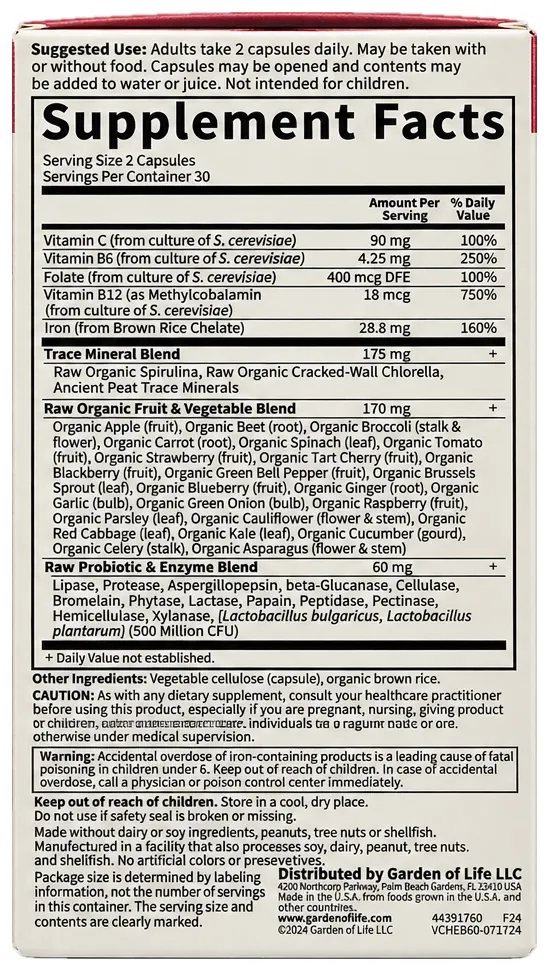 Suggested Use: Adults take 2 capsules daily. May be taken with
or without food. Capsules may be opened and contents may
be added to water or juice. Not intended for children.
Supplement Facts
Serving Size 2 Capsules
Servings Per Container 30
Amount Per Serving % Daily Value
Vitamin C (from culture of S. cerevisiae) 90 mg 100%
Vitamin B6 (from culture of S. cerevisiae) 4.25 mg 250%
Folate (from culture of S. cerevisiae) 400 mcg DFE 100%
Vitamin B12 (as Methylcobalamin 18 mcg 750%
(from culture of S. cerevisiae)
Iron (from Brown Rice Chelate) 28.8 mg 160%
Trace Mineral Blend 175 mg +
Raw Organic Spirulina, Raw Organic Cracked-Wall Chlorella,
Ancient Peat Trace Minerals
Raw Organic Fruit & Vegetable Blend 170 mg +
Organic Apple (fruit), Organic Beet (root), Organic Broccoli (stalk &
flower), Organic Carrot (root), Organic Spinach (leaf), Organic Tomato
(fruit), Organic Strawberry (fruit), Organic Tart Cherry (fruit), Organic
Blackberry (fruit), Organic Green Bell Pepper (fruit), Organic Brussels
Sprout (leaf), Organic Blueberry (fruit), Organic Ginger (root), Organic
Garlic (bulb), Organic Green Onion (bulb), Organic Raspberry (fruit),
Organic Parsley (leaf), Organic Cauliflower (flower & stem), Organic
Red Cabbage (leaf), Organic Kale (leaf), Organic Cucumber (gourd),
Organic Celery (stalk), Organic Asparagus (flower & stem)
Raw Probiotic & Enzyme Blend 60 mg +
Lipase, Protease, Aspergillopepsin, beta-Glucanase, Cellulase,
Bromelain, Phytase, Lactase, Papain, Peptidase, Pectinase,
Hemicellulase, Xylanase, [Lactobacillus bulgaricus, Lactobacillus
plantarum] (500 Million CFU)
+ Daily Value not established.
Other Ingredients: Vegetable cellulose (capsule), organic brown rice.
CAUTION: As with any dietary supplement, consult your healthcare practitioner
before using this product, especially if you are pregnant, nursing, giving product
or children, individuals
otherwise under medical supervision.
Warning: Accidental overdose of iron-containing products is a leading cause of fatal
poisoning in children under 6. Keep out of reach of children. In case of accidental
overdose, call a physician or poison control center immediately.
Keep out of reach of children. Store in a cool, dry place.
Do not use if safety seal is broken or missing.
Made without dairy or soy ingredients, peanuts, tree nuts or shellfish.
Manufactured in a facility that also processes soy, dairy, peanut, tree nuts.
and shelifish. No artificial colors or presevetives.
Package size is determined by labeling
information, not the number of servings
in this container. The serving size and
contents are clearly marked.
Distributed by Garden of Life LLC
4200 Northcorp Parkway, Palm Beach Gardens, FL USA
Made in the U.S.A. from foods grown in the U.S.A. and
other countries.
www.gardenoflife.com 44391760 F24
©2024 Garden of Life LLC VCHEB60-071724